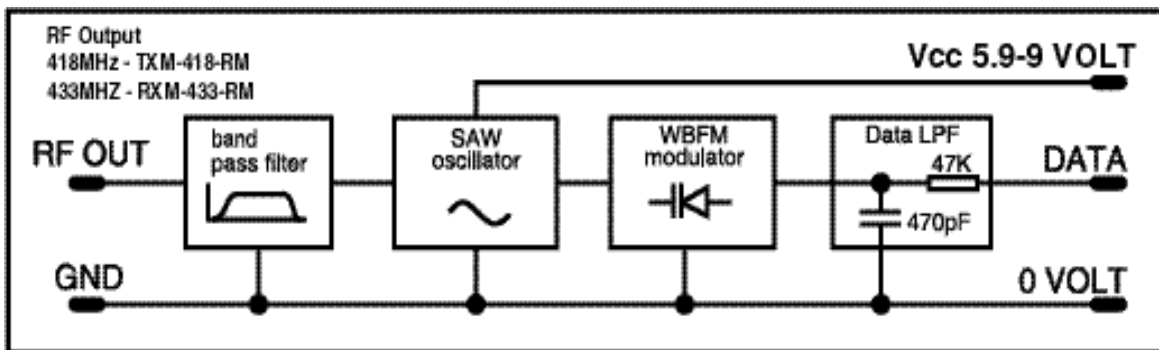 RF Output
418MHz - TXM-418-RM
433MHZ - RXM-433-RM
Vcc 5.9-9 VOLT
RF OUT
band
pass filter
SAW
oscillator
WBFM
modulator
Data LPF
47K
470pF
DATA
GND
0 VOLT